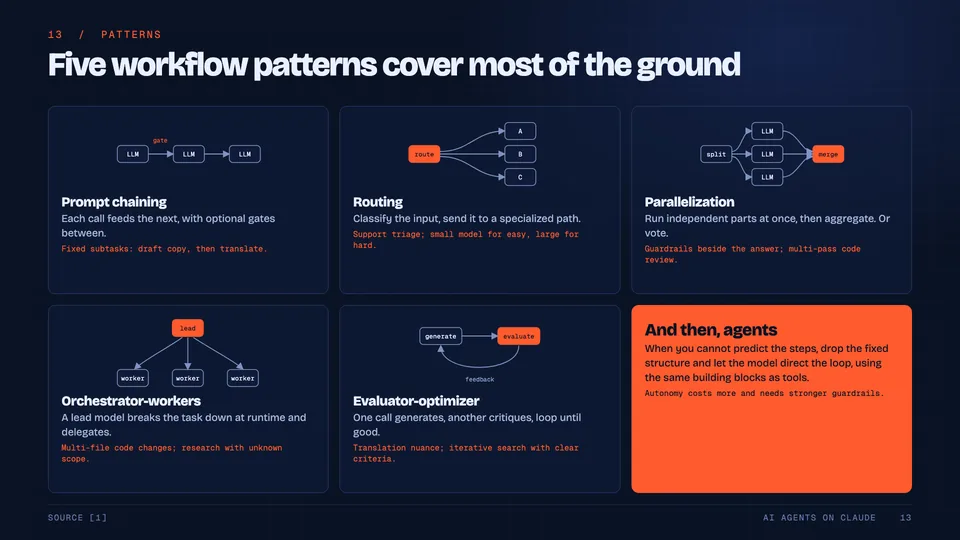 13 / PATTERNS
Five workflow patterns cover most of the ground
gate
LLM LLM LLM
Prompt chaining
Each call feeds the next, with optional gates
between.
Fixed subtasks: draft copy, then translate.
route
A
B
C
Routing
Classify the input, send it to a specialized path.
Support triage; small model for easy, large for
hard.
split
LLM
LLM
LLM
merge
Parallelization
Run independent parts at once, then aggregate. Or
vote.
Guardrails beside the answer; multi-pass code
review.
lead
worker worker worker
Orchestrator-workers
A lead model breaks the task down at runtime and
delegates.
Multi-file code changes; research with unknown
scope.
generate evaluate
feedback
Evaluator-optimizer
One call generates, another critiques, loop until
good.
Translation nuance; iterative search with clear
criteria.
And then, agents
When you cannot predict the steps, drop the fixed
structure and let the model direct the loop, using
the same building blocks as tools.
Autonomy costs more and needs stronger guardrails.
SOURCE [1]
AI AGENTS ON CLAUDE 13